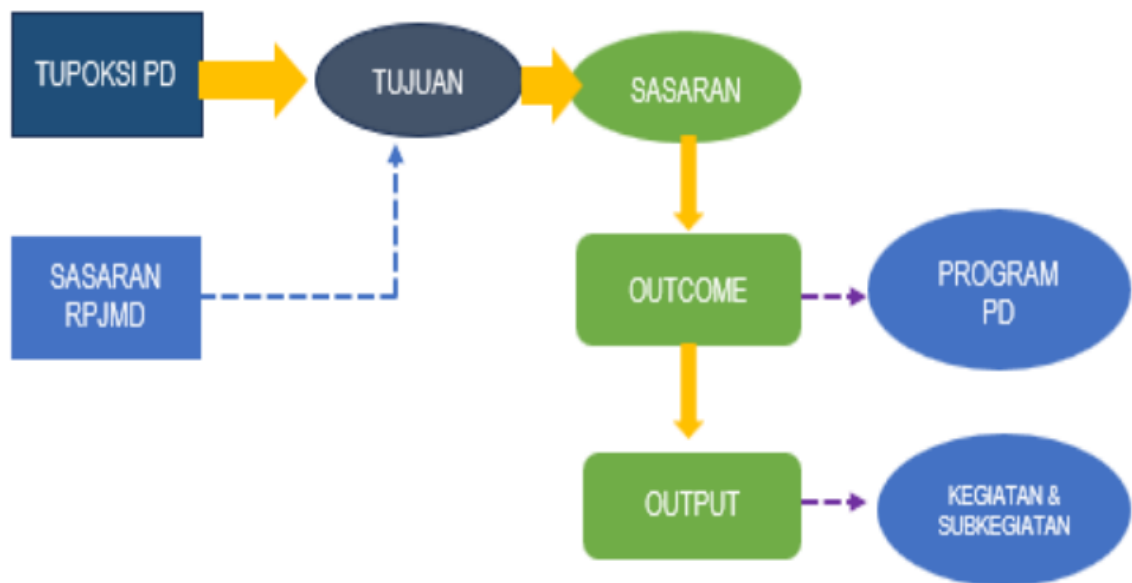 TUPOKSI PD
TUJUAN
SASARAN
SASARAN
RPJMD
OUTCOME
PROGRAM
PD
OUTPUT
KEGIATAN &
SUBKEGIATAN